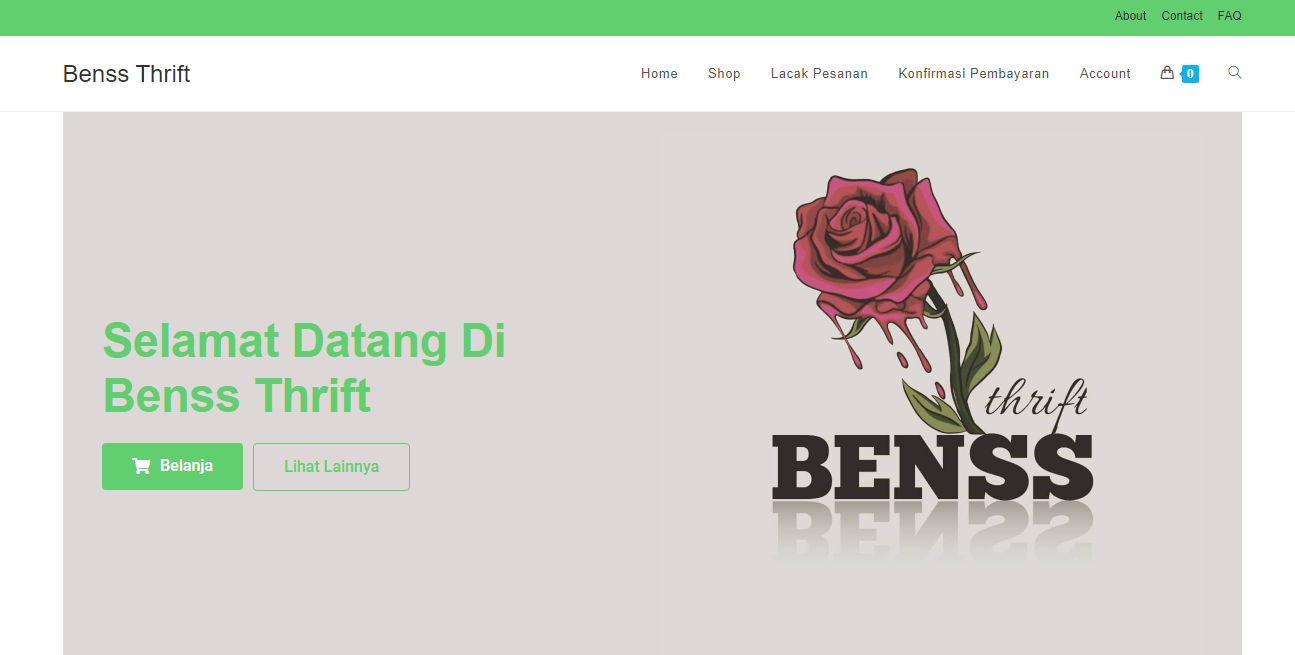 About Contact FAQ
Benss Thrift
Home Shop Lacak Pesanan Konfirmasi Pembayaran Account 0
Selamat Datang Di
Benss Thrift
Belanja Lihat Lainnya
thrift
BENSS